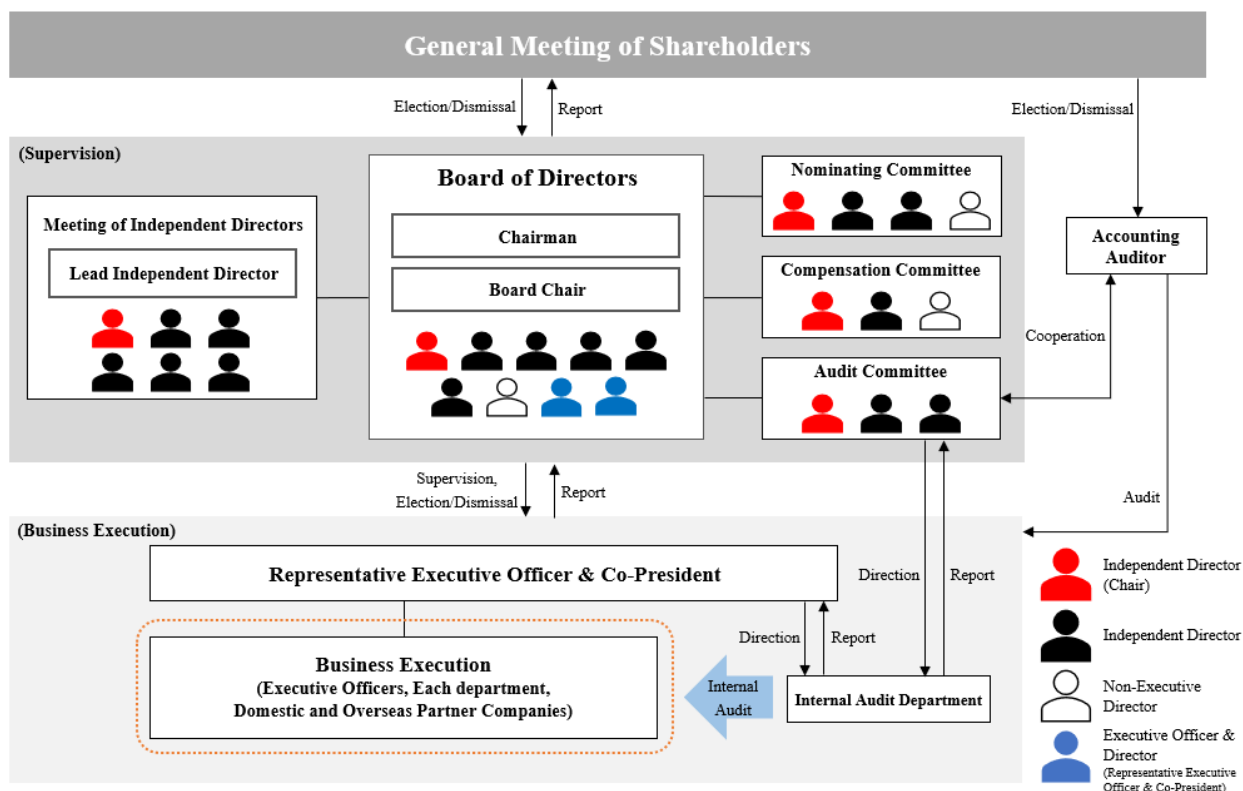 General Meeting of Shareholders
Election/Dismissal
Report
Election/Dismissal
(Supervision)
Meeting of Independent Directors
Lead Independent Director
Board of Directors
Chairman
Board Chair
Nominating Committee
Compensation Committee
Audit Committee
Accounting
Auditor
Cooperation
Supervision,
Election/Dismissal
Report
Audit
(Business Execution)
Representative Executive Officer & Co-President
Direction
Report
Direction
Report
Business Execution
(Executive Officers, Each department,
Domestic and Overseas Partner Companies)
Internal
Audit
Internal Audit Department
Independent Director
(Chair)
Independent Director
Non-Executive
Director
Executive Officer &
Director
(Representative Executive
Officer & Co-President)